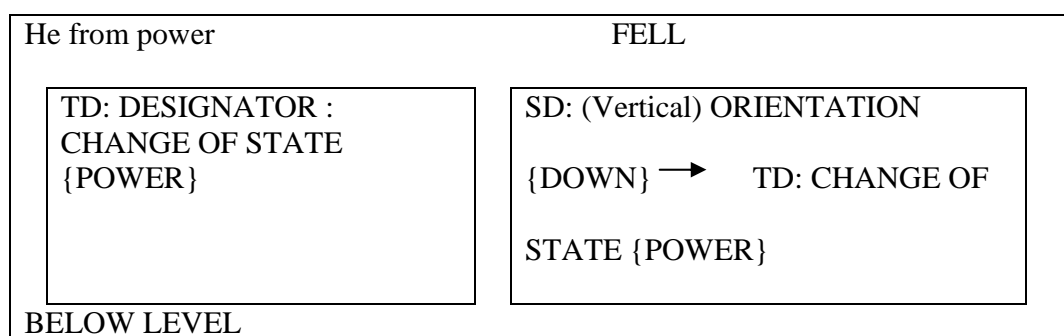 He from power FELL
TD: DESIGNATOR :
CHANGE OF STATE
{POWER}
SD: (Vertical) ORIENTATION
{DOWN} → TD: CHANGE OF
STATE {POWER}
BELOW LEVEL